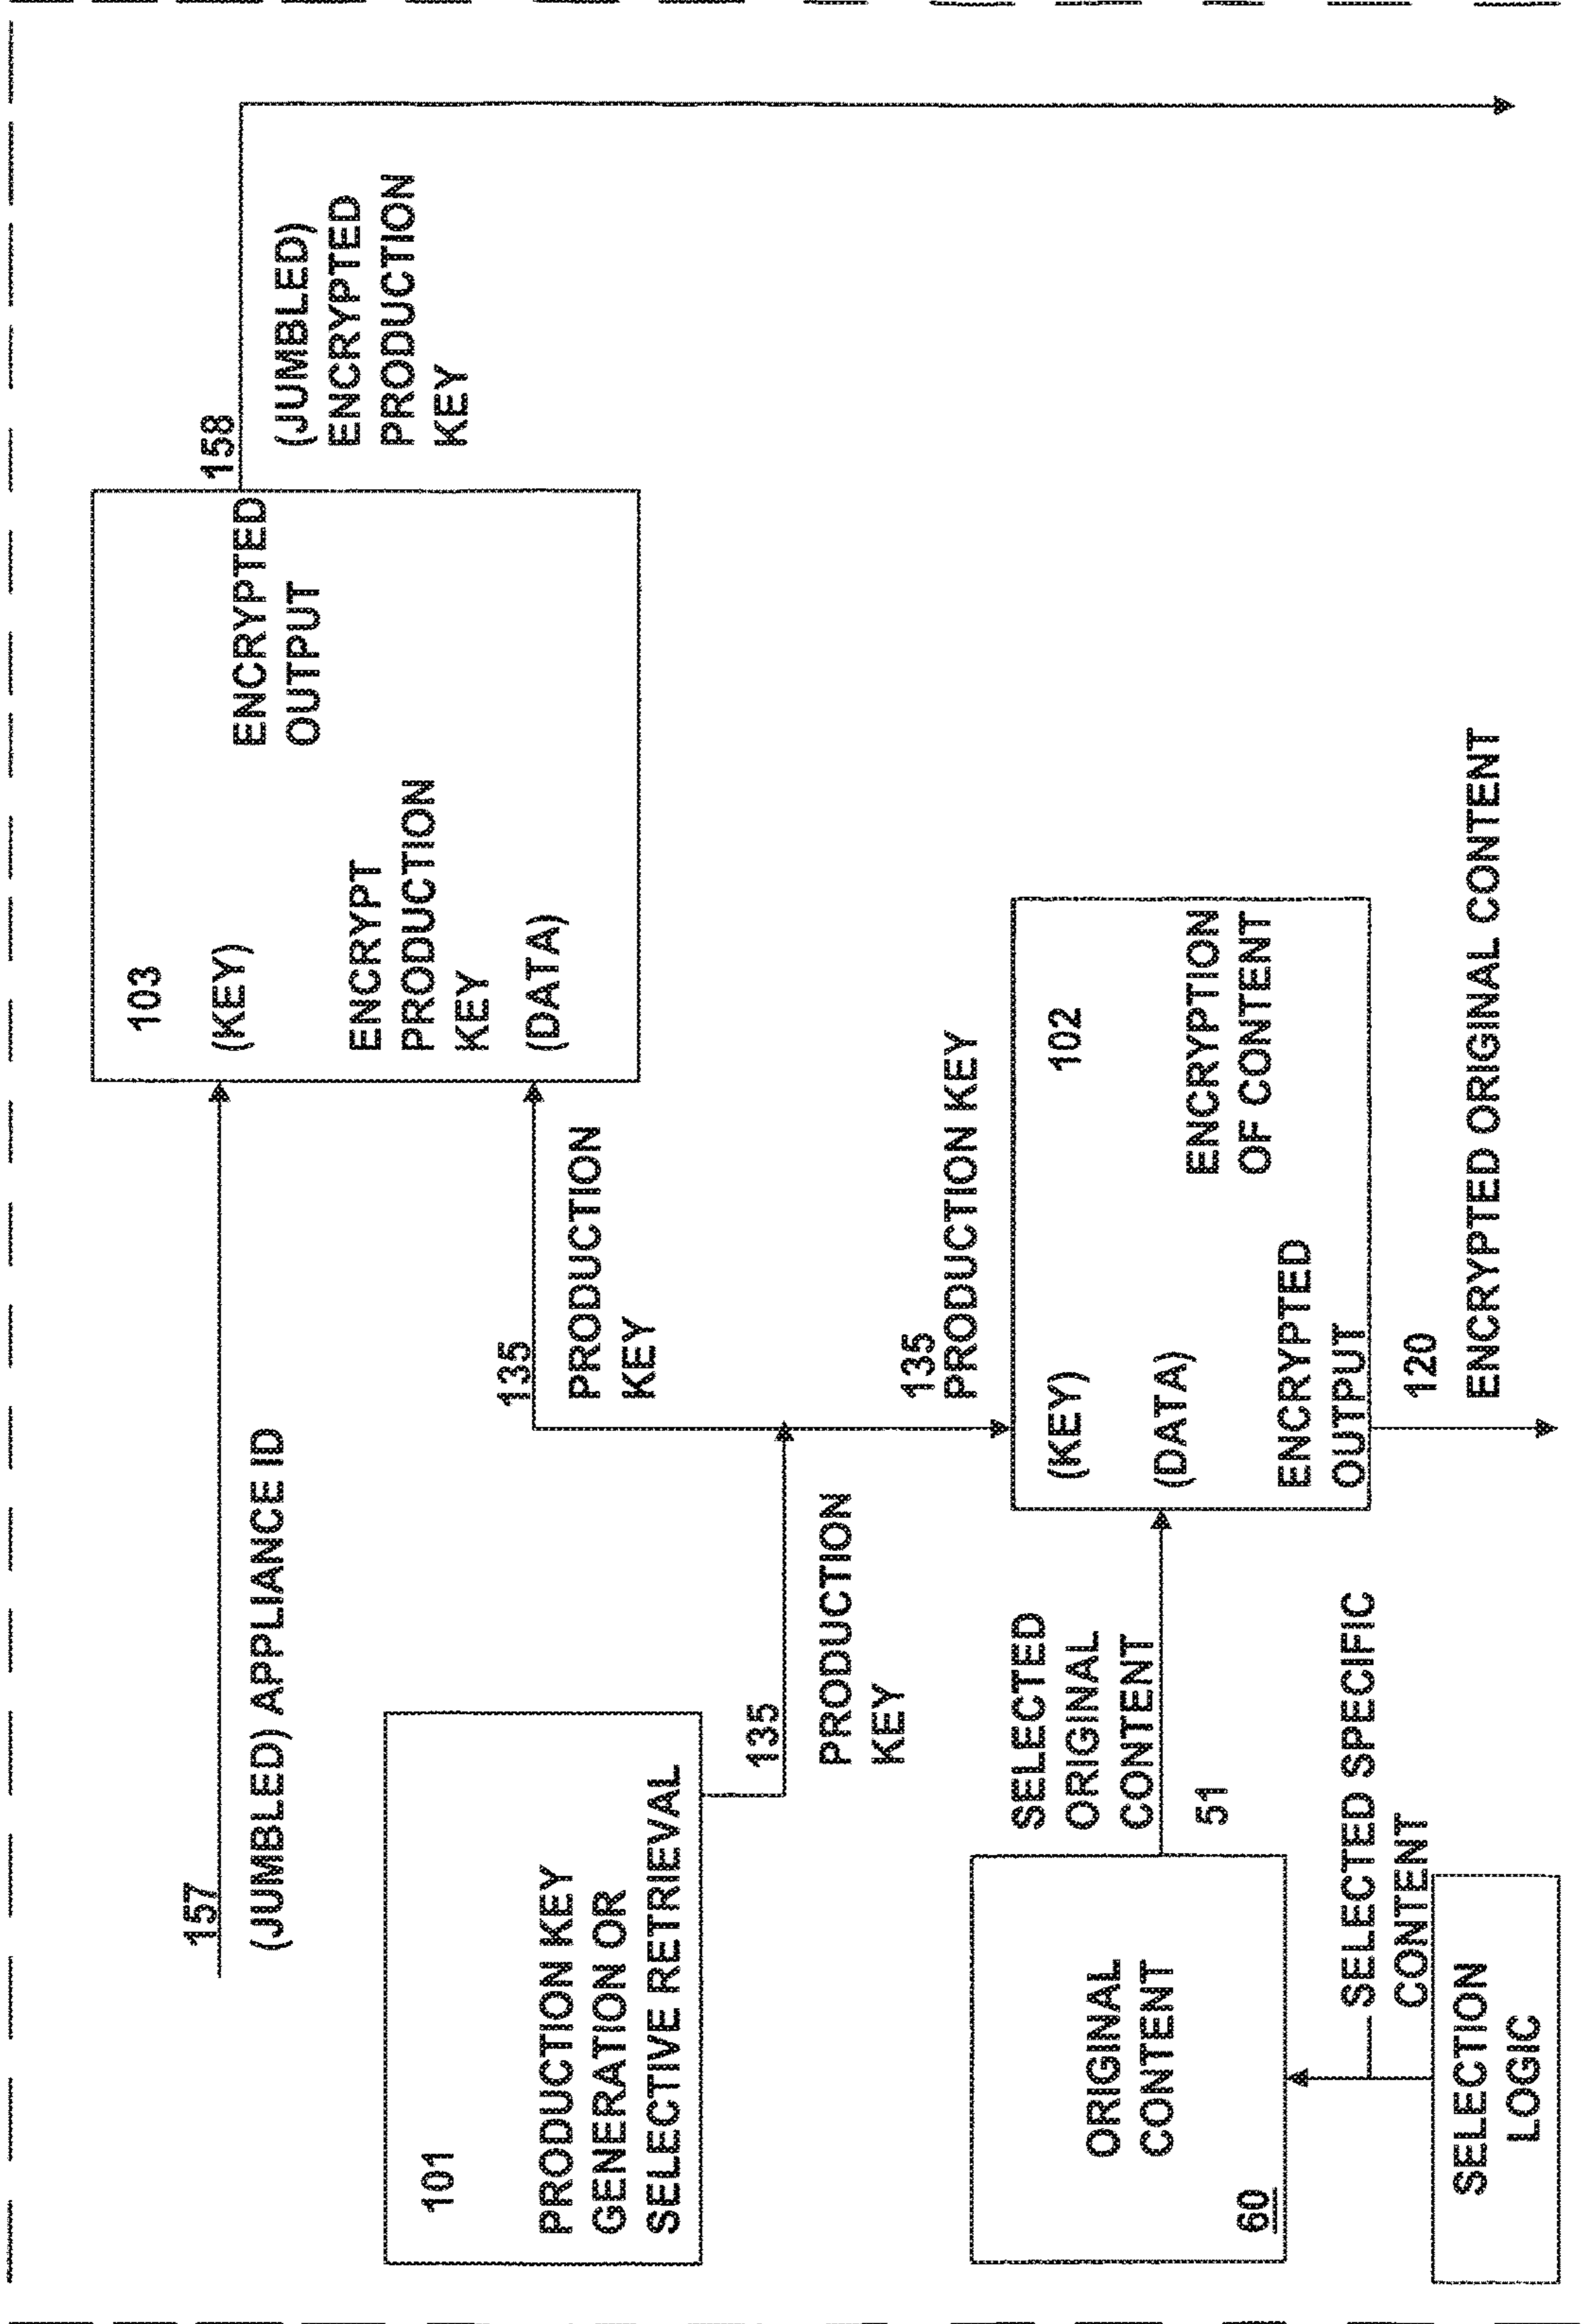 157
(JUMBLED) APPLIANCE ID
103
(KEY)
ENCRYPT
PRODUCTION
KEY
(DATA)
ENCRYPTED
OUTPUT
158
(JUMBLED)
ENCRYPTED
PRODUCTION
KEY
101
PRODUCTION KEY
GENERATION OR
SELECTIVE RETRIEVAL
135
PRODUCTION
KEY
135
PRODUCTION
KEY
135
PRODUCTION KEY
ORIGINAL
CONTENT
60
SELECTED
ORIGINAL
CONTENT
51
102
(KEY)
(DATA)
ENCRYPTION
OF CONTENT
ENCRYPTED
OUTPUT
120
ENCRYPTED ORIGINAL CONTENT
SELECTED SPECIFIC
CONTENT
SELECTION
LOGIC